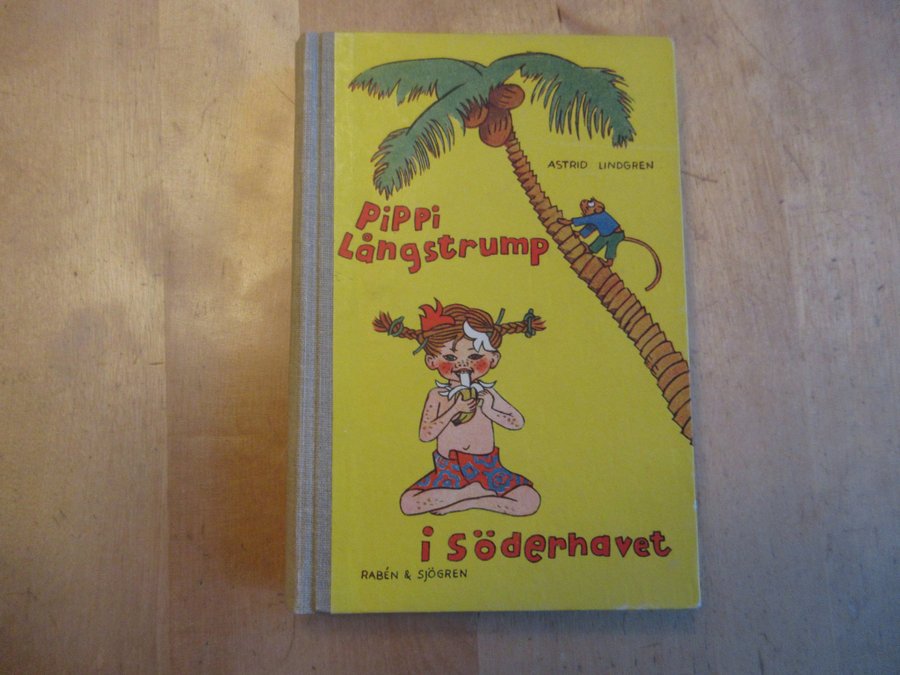 ASTRID LINDGREN
PiPPi
Långstrump
i Söderhavet
RABÉN & SJÖGREN